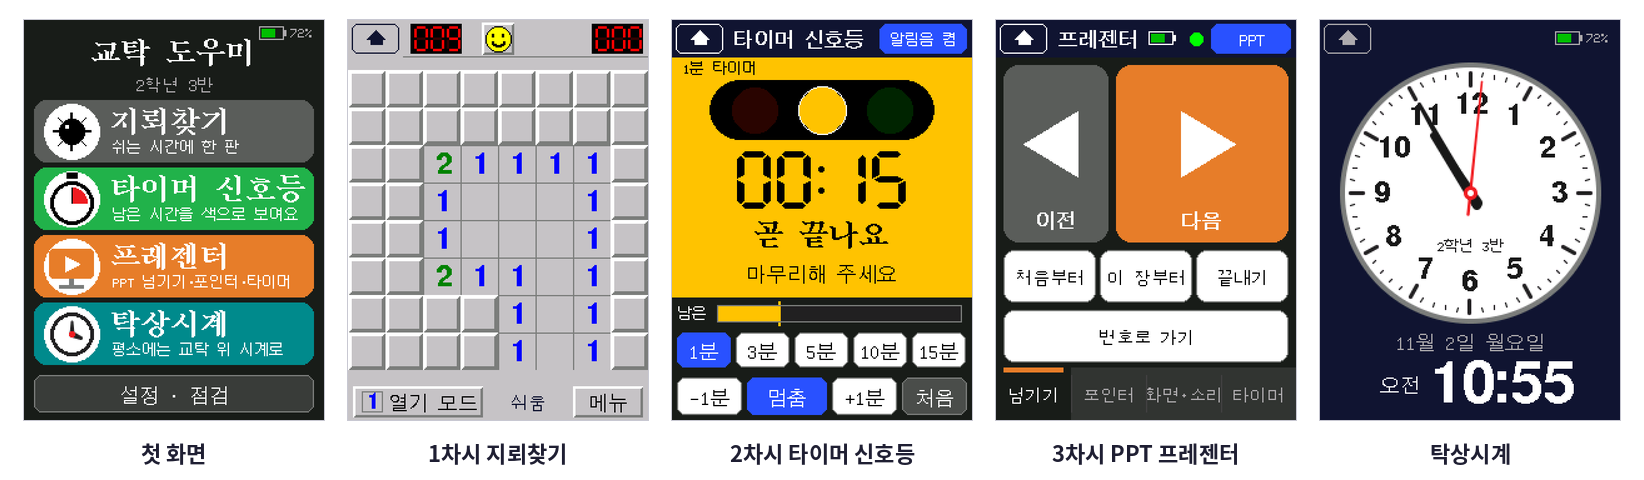 72%
교탁 도우미
2학년 3반
지뢰찾기
쉬는 시간에 한 판
타이머 신호등
남은 시간을 색으로 보여요
프레젠터
PPT 넘기기·포인터·타이머
탁상시계
평소에는 교탁 위 시계로
설정 · 점검
첫 화면
009
000
2 1 1 1 1
1 1
1 1
2 1 1 1
1 1
1 1
1 열기 모드
쉬움
메뉴
1차시 지뢰찾기
타이머 신호등
알림음 켬
1분 타이머
00:15
곧 끝나요
마무리해 주세요
남은
1분 3분 5분 10분 15분
-1분 멈춤 +1분 처음
2차시 타이머 신호등
프레젠터
PPT
이전
다음
처음부터 이 장부터 끝내기
번호로 가기
넘기기 포인터 화면·소리 타이머
3차시 PPT 프레젠터
72%
12
11 1
10 2
9 3
8 4
7 5
6
2학년 3반
11월 2일 월요일
오전 10:55
탁상시계